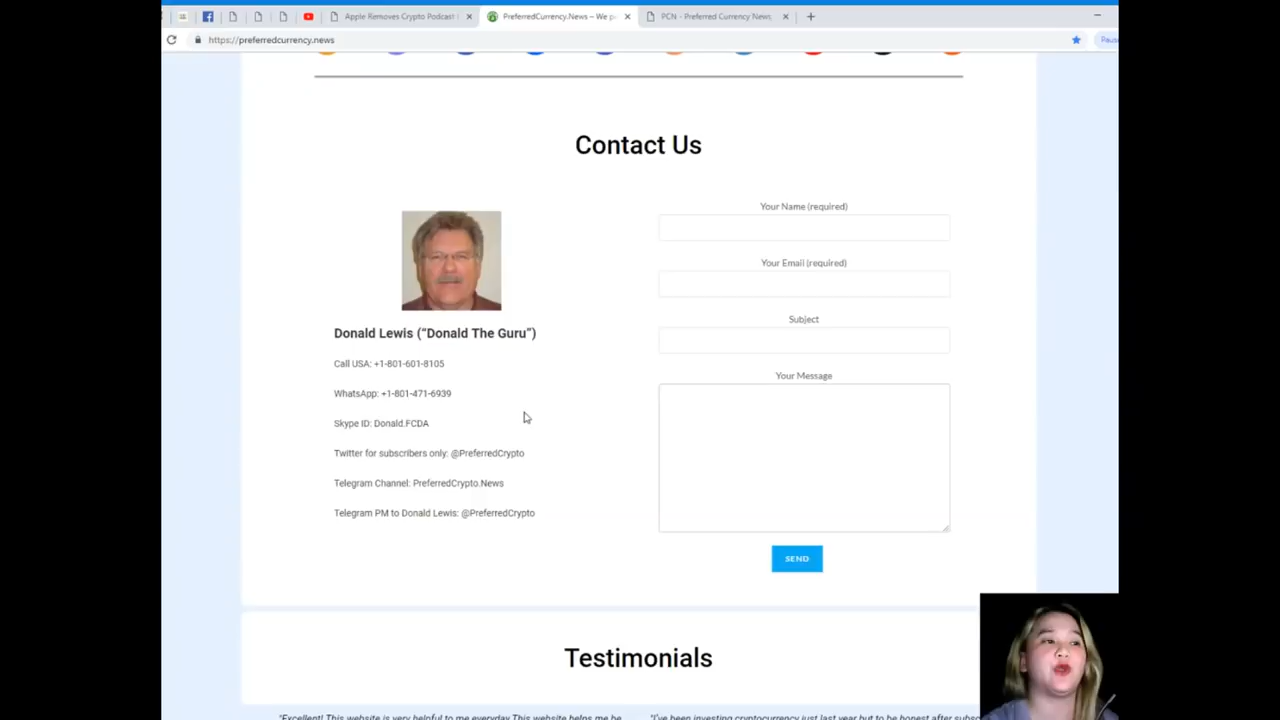 Apple Removes Crypto Podcast
PreferredCurrency.News – We p
PCN - Preferred Currency News
https://preferredcurrency.news
Paus
Contact Us
Donald Lewis (“Donald The Guru”)
Call USA: +1-801-601-8105
WhatsApp: +1-801-471-6939
Skype ID: Donald.FCDA
Twitter for subscribers only: @PreferredCrypto
Telegram Channel: PreferredCrypto.News
Telegram PM to Donald Lewis: @PreferredCrypto
Your Name (required)
Your Email (required)
Subject
Your Message
SEND
Testimonials
"Excellent! This website is very helpful to me everyday.This website helps me be
"I've been investing cryptocurrency just last year but to be honest after subsc